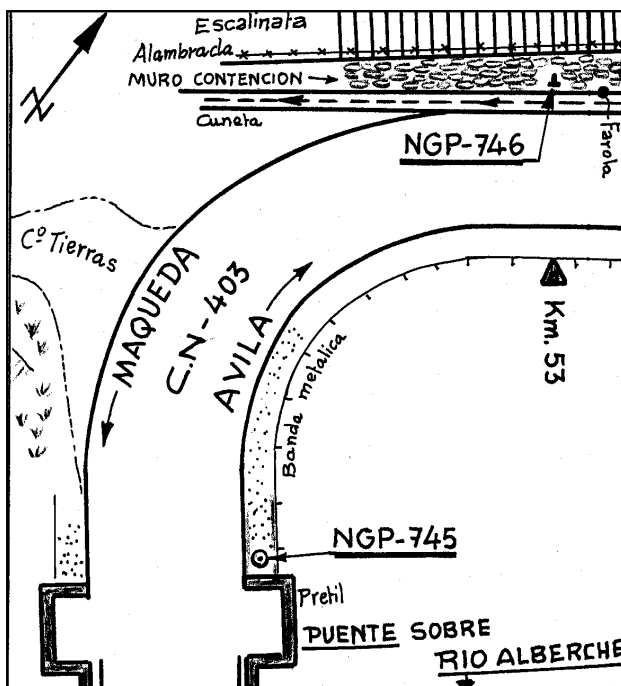 Escalinata
Alambrada
MURO CONTENCION
Cuneta
NGP-746
Farola
Cº Tierras
MAQUEDA
C.N-403
AVILA
Km. 53
Banda metalica
NGP-745
Pretil
PUENTE SOBRE
RIO ALBERCHE
N